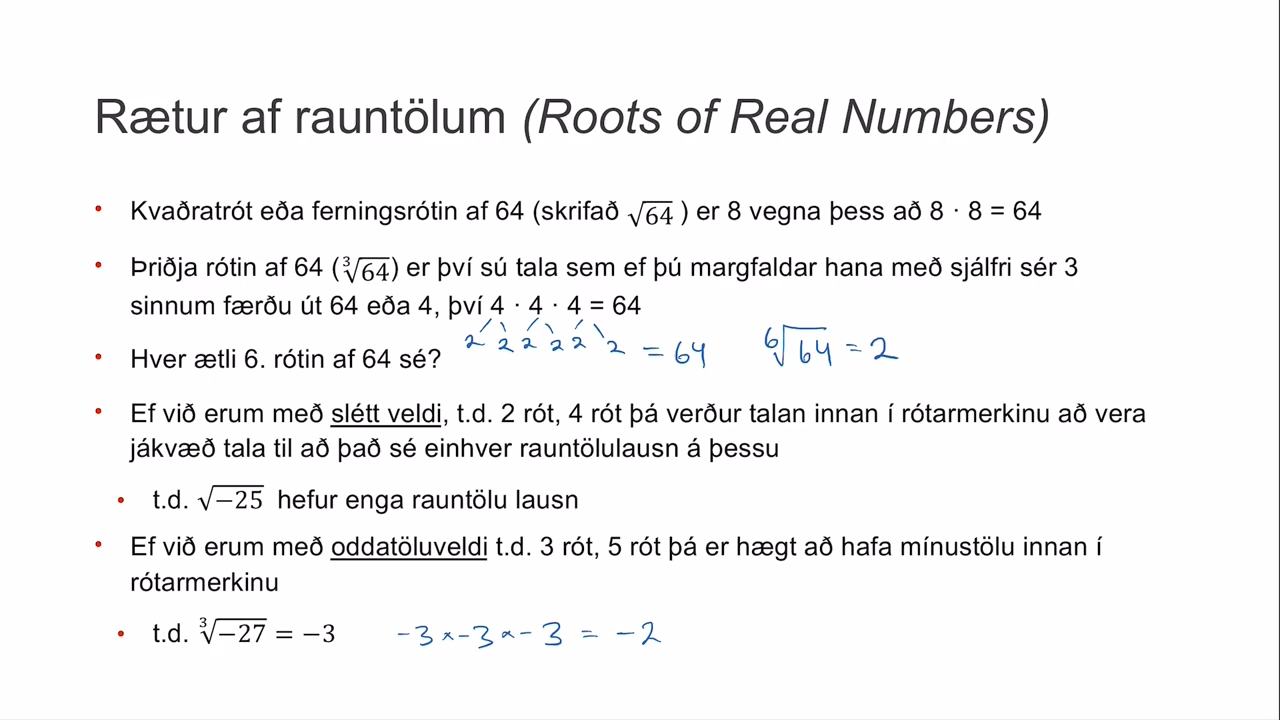 Rætur af rauntölum (Roots of Real Numbers)
• Kvaðratrót eða ferningsrótin af 64 (skrifað √64 ) er 8 vegna þess að 8 · 8 = 64
• Þriðja rótin af 64 (∛64) er því sú tala sem ef þú margfaldar hana með sjálfri sér 3
sinnum færðu út 64 eða 4, því 4 · 4 · 4 = 64
2 2 2 2 2 2 = 64 ⁶√64 = 2
• Hver ætli 6. rótin af 64 sé?
• Ef við erum með slétt veldi, t.d. 2 rót, 4 rót þá verður talan innan í rótarmerkinu að vera
jákvæð tala til að það sé einhver rauntölulausn á þessu
• t.d. √−25 hefur enga rauntölu lausn
• Ef við erum með oddatöluveldi t.d. 3 rót, 5 rót þá er hægt að hafa mínustölu innan í
rótarmerkinu
• t.d. ∛−27 = −3 -3 × -3 × -3 = -2